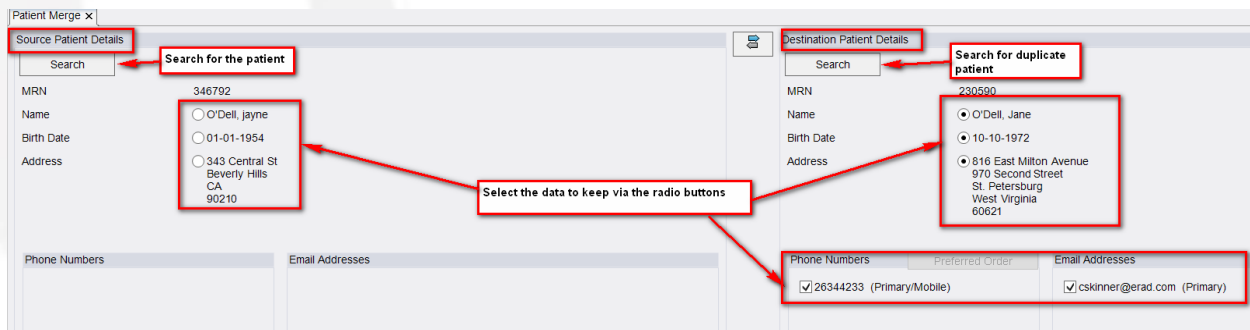 Patient Merge x
Source Patient Details
Search
Search for the patient
MRN 346792
Name O'Dell, jayne
Birth Date 01-01-1954
Address 343 Central St
Beverly Hills
CA
90210
Destination Patient Details
Search
Search for duplicate
patient
MRN 230590
Name O'Dell, Jane
Birth Date 10-10-1972
Address 816 East Milton Avenue
970 Second Street
St. Petersburg
West Virginia
60621
Select the data to keep via the radio buttons
Phone Numbers
Email Addresses
Phone Numbers Preferred Order
26344233 (Primary/Mobile)
Email Addresses
cskinner@erad.com (Primary)